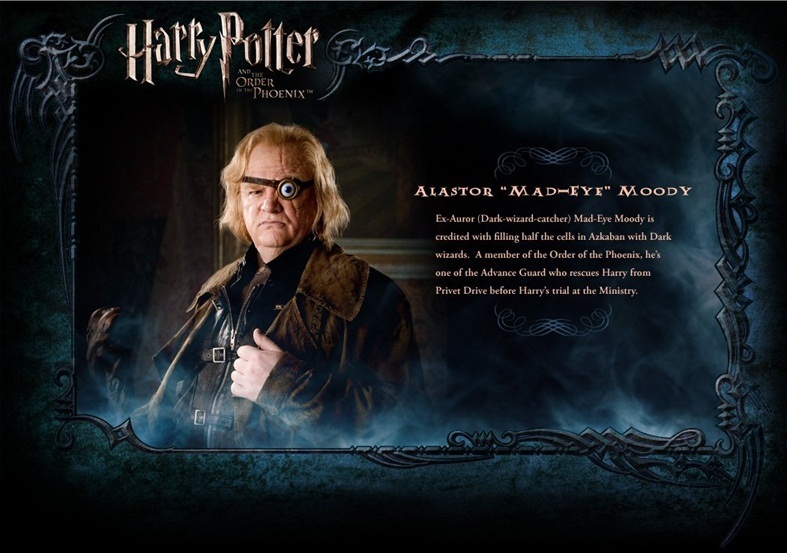 Harry Potter
AND THE
ORDER
OF THE
PHOENIX™
ALASTOR "MAD-EYE" MOODY
Ex-Auror (Dark-wizard-catcher) Mad-Eye Moody is
credited with filling half the cells in Azkaban with Dark
wizards. A member of the Order of the Phoenix, he's
one of the Advance Guard who rescues Harry from
Privet Drive before Harry's trial at the Ministry.